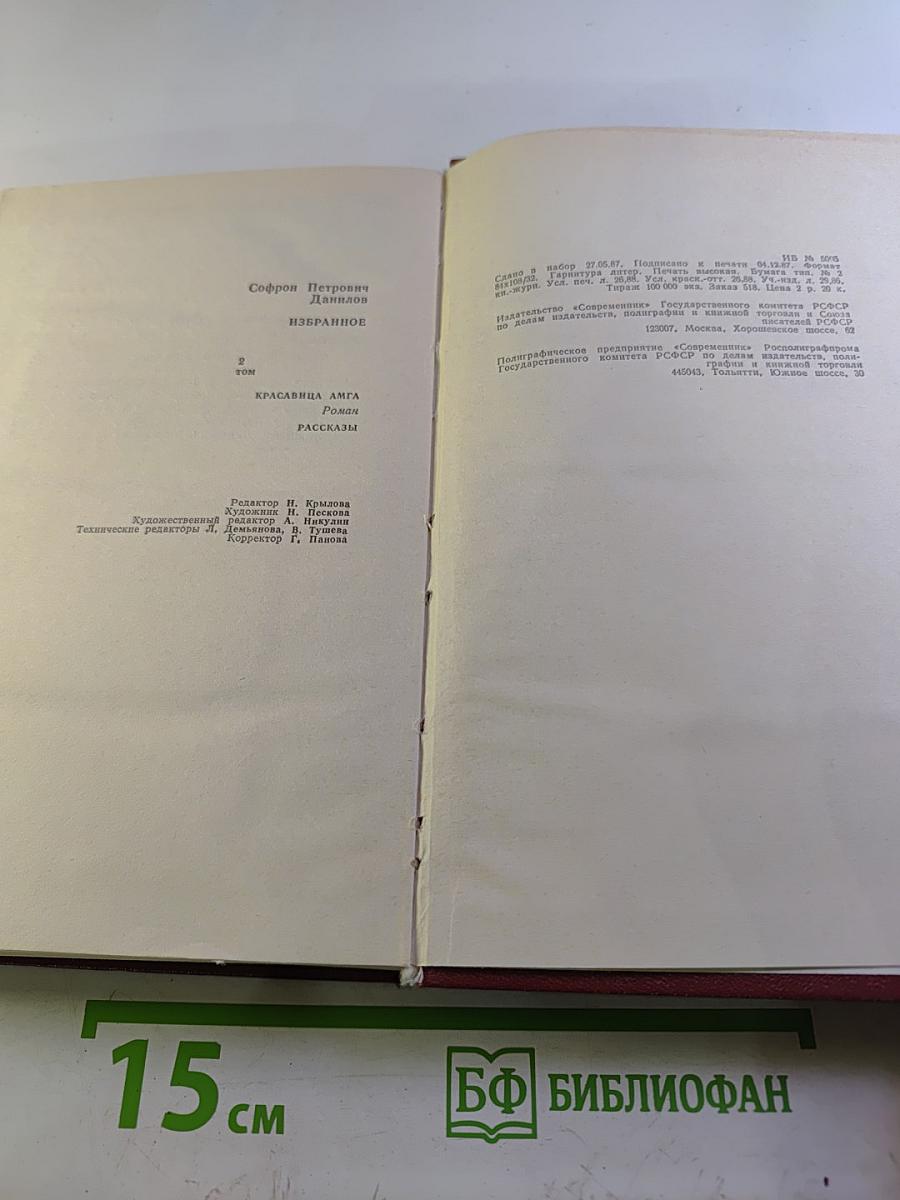 Софрон Петрович
Данилов
ИЗБРАННОЕ
2
том
КРАСАВИЦА АМГА
Роман
РАССКАЗЫ
Редактор Н. Крылова
Художник Н. Пескова
Художественный редактор А. Никулин
Технические редакторы Л. Демьянова, В. Тушева
Корректор Г. Панова
ИБ №
Сдано в набор 27.05.87. Подписано к печати 04.12.87. Формат
84х108/32. Гарнитура литер. Печать высокая. Бумага тип. № 2
кн.-журн. Усл. печ. л. 26,88. Усл. краск.-отт. 26,88. Уч.-изд. л. 29,86.
Тираж 100 000 экз. Заказ 518. Цена 2 р. 20 к.
Издательство «Современник» Государственного комитета РСФСР
по делам издательств, полиграфии и книжной торговли и Союза
писателей РСФСР
123007, Москва, Хорошевское шоссе, 62
Полиграфическое предприятие «Современник» Росполиграфпрома
Государственного комитета РСФСР по делам издательств, поли-
графии и книжной торговли
445043, Тольятти, Южное шоссе, 30
15 см
БФ БИБЛИОФАН